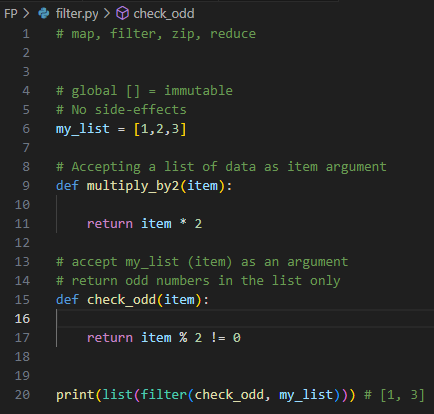 FP > filter.py > check_odd
1 # map, filter, zip, reduce
2
3
4 # global [] = immutable
5 # No side-effects
6 my_list = [1,2,3]
7
8 # Accepting a list of data as item argument
9 def multiply_by2(item):
10
11     return item * 2
12
13 # accept my_list (item) as an argument
14 # return odd numbers in the list only
15 def check_odd(item):
16
17     return item % 2 != 0
18
19
20 print(list(filter(check_odd, my_list))) # [1, 3]